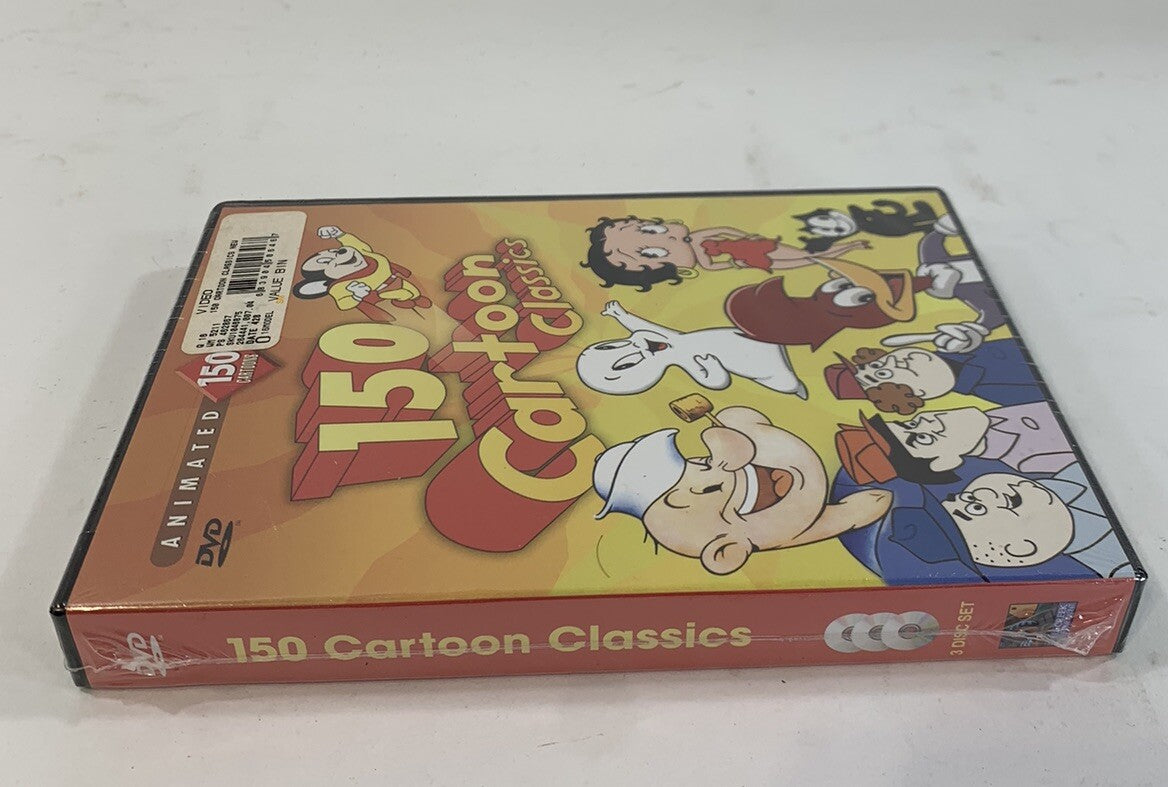 VIDEO
150 CARTOON CLASSICS NEW
VALUE BIN
150
CARTOONS
ANIMATED
DVD
150
Cartoon
Classics
DVD
150 Cartoon Classics
3 DISC SET